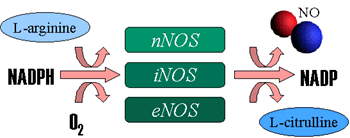 L-arginine
nNOS
NO
NADPH
iNOS
NADP
O2
eNOS
L-citrulline